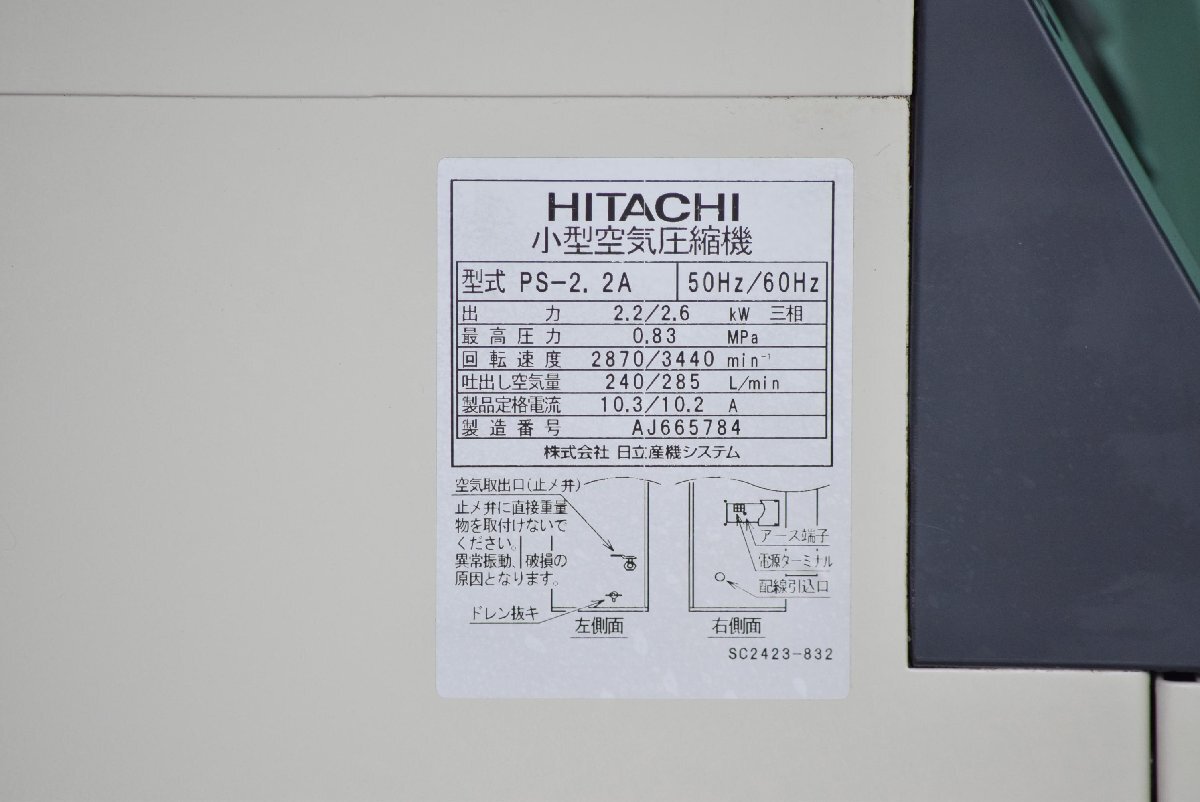 HITACHI
小型空気圧縮機
型式 PS-2.2A 50Hz/60Hz
出力 2.2/2.6 kW 三相
最高圧力 0.83 MPa
回転速度 2870/3440 min⁻¹
吐出し空気量 240/285 L/min
製品定格電流 10.3/10.2 A
製造番号 AJ665784
株式会社 日立産機システム
空気取出口(止メ弁)
止メ弁に直接重量
物を取付けないで
ください。
異常振動、破損の
原因となります。
ドレン抜キ
左側面
アース端子
電源ターミナル
配線引込口
右側面
SC2423-832